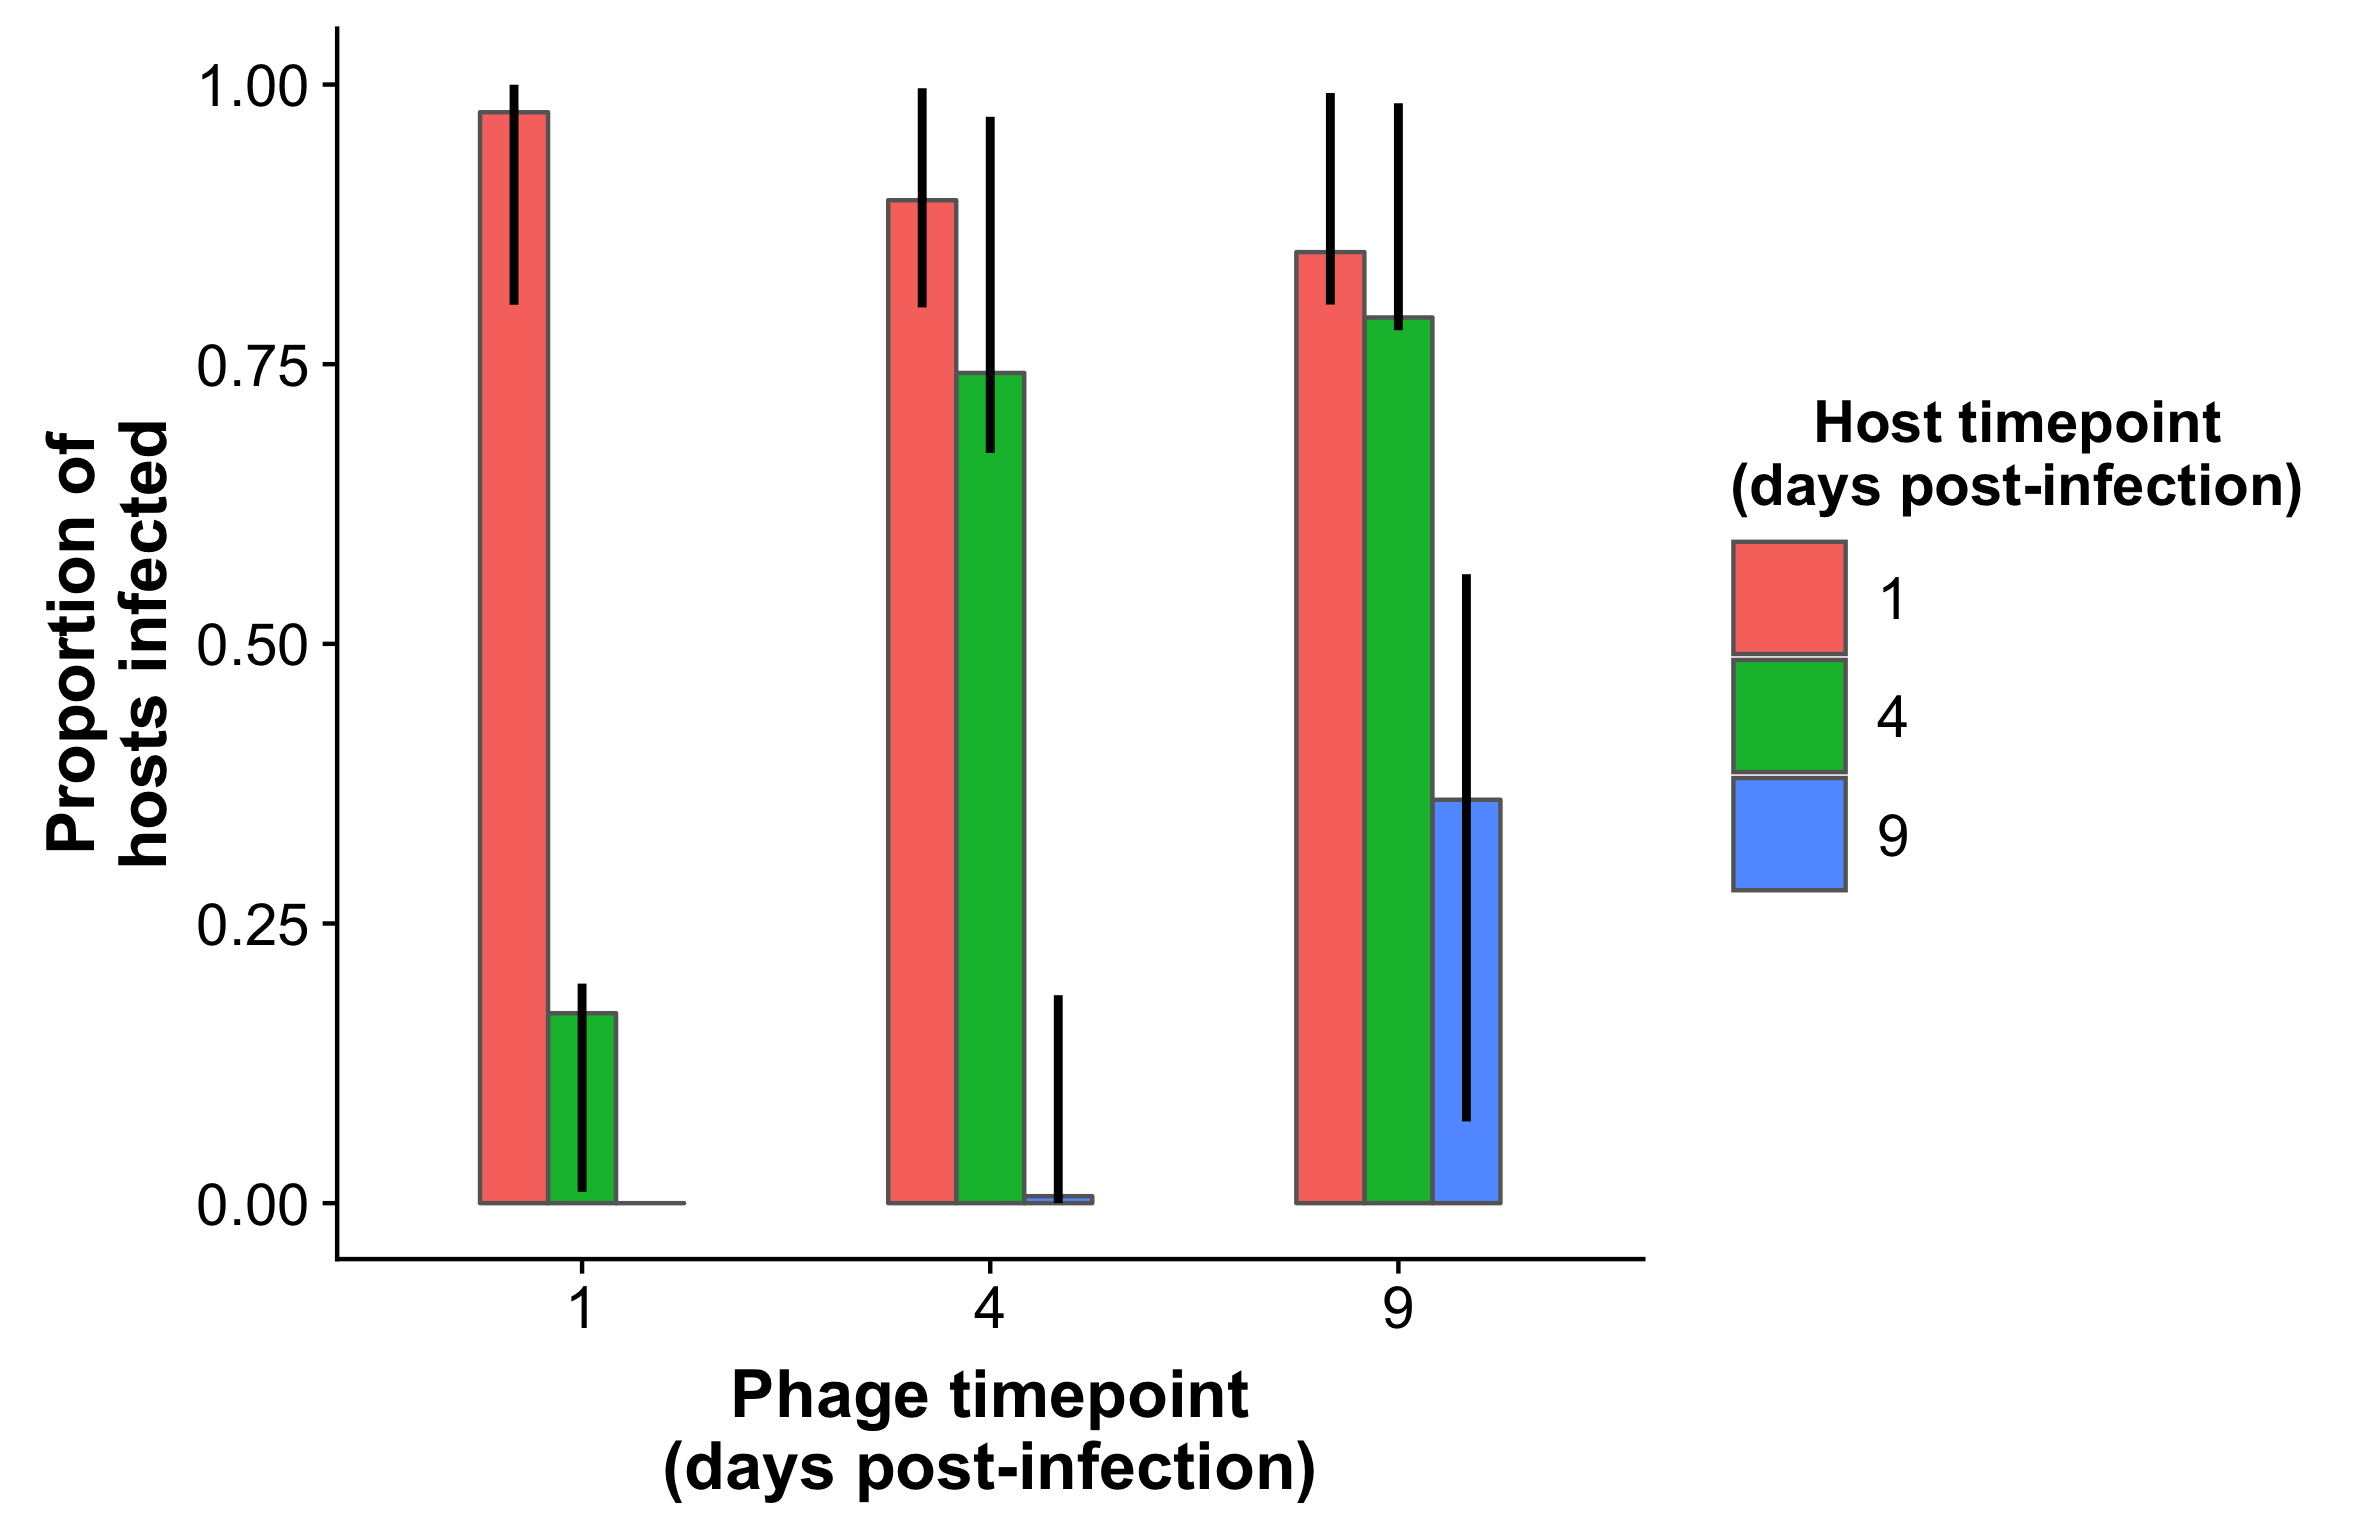 Proportion of
hosts infected
1.00
0.75
0.50
0.25
0.00
1
4
9
Phage timepoint
(days post-infection)
Host timepoint
(days post-infection)
1
4
9